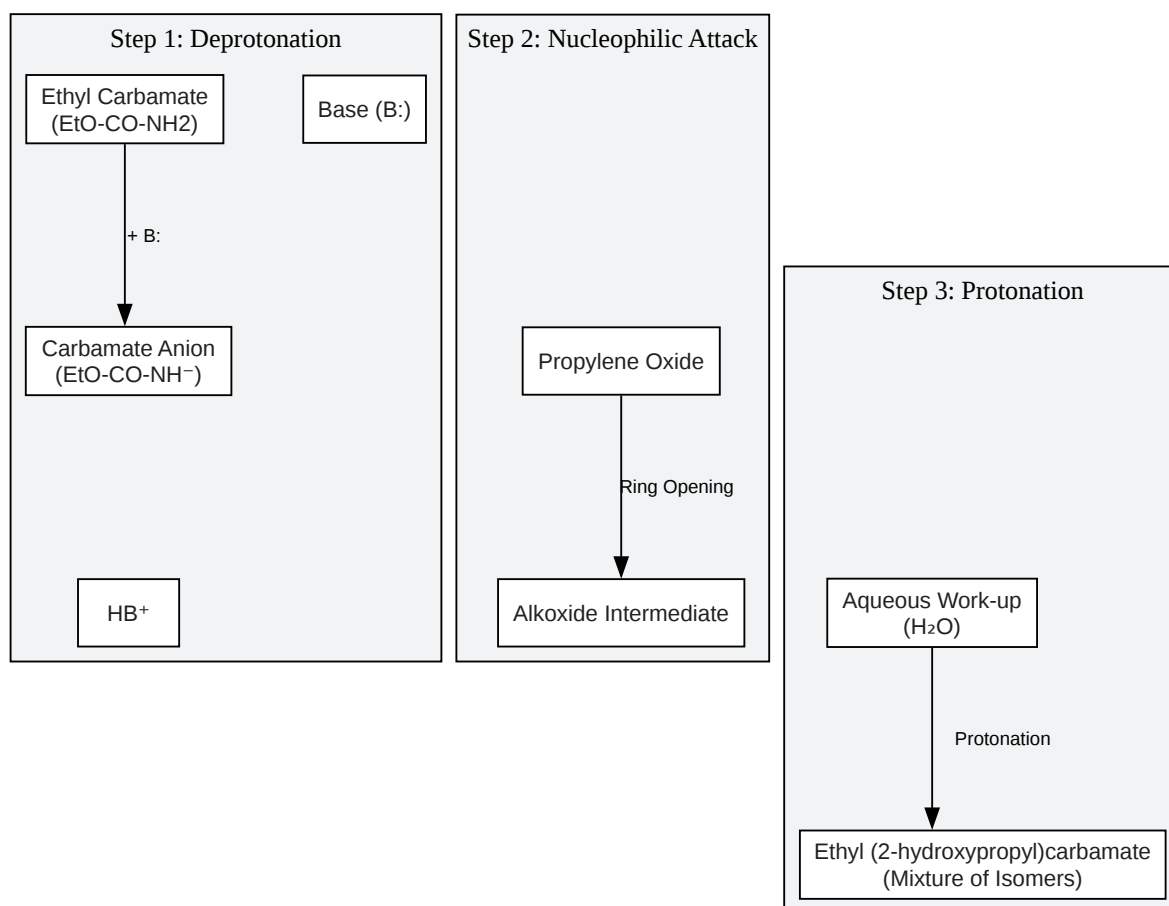 Step 1: Deprotonation
Ethyl Carbamate
(EtO-CO-NH2)
Base (B:)
+ B:
Carbamate Anion
(EtO-CO-NH⁻)
HB⁺
Step 2: Nucleophilic Attack
Propylene Oxide
Ring Opening
Alkoxide Intermediate
Step 3: Protonation
Aqueous Work-up
(H₂O)
Protonation
Ethyl (2-hydroxypropyl)carbamate
(Mixture of Isomers)